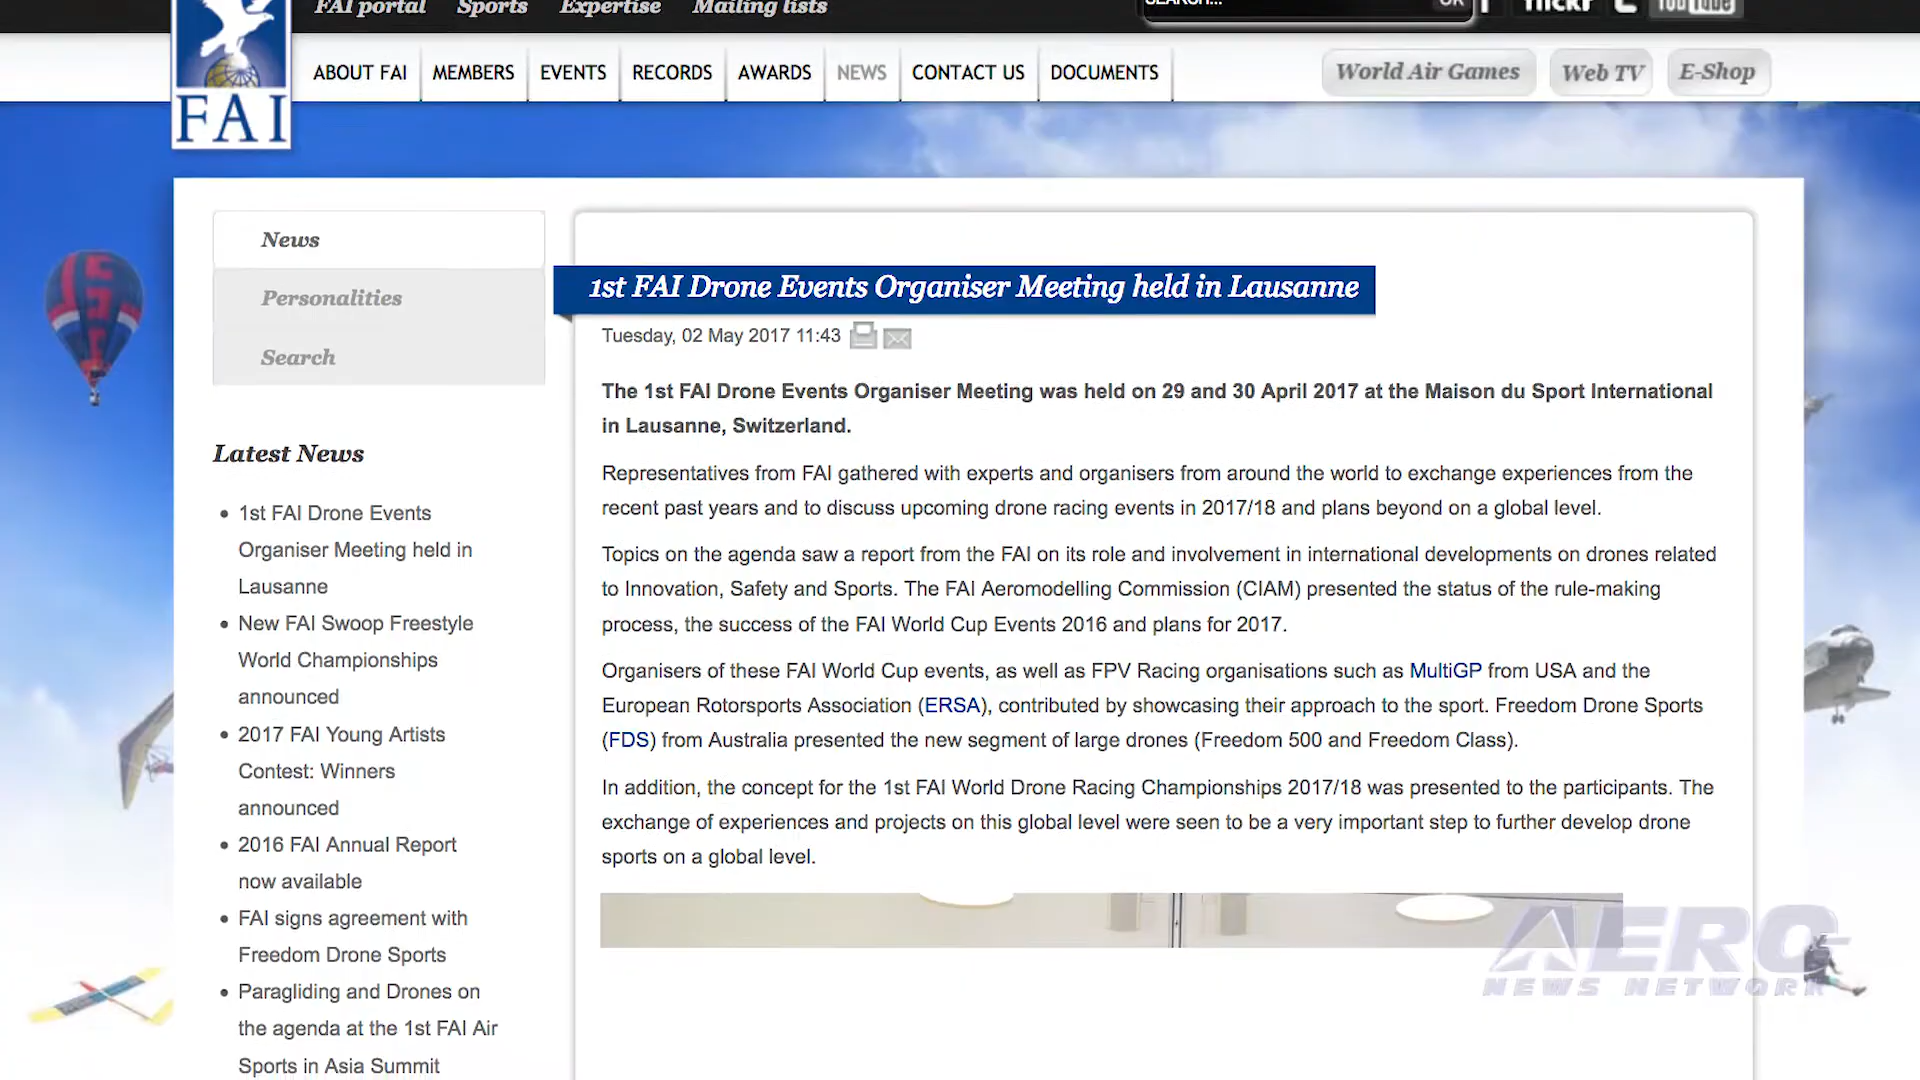 FAI portal Sports Expertise Mailing lists
SEARCH... OK flickr YouTube
FAI
ABOUT FAI MEMBERS EVENTS RECORDS AWARDS NEWS CONTACT US DOCUMENTS
World Air Games Web TV E-Shop
News
Personalities
Search
Latest News
1st FAI Drone Events
Organiser Meeting held in
Lausanne
New FAI Swoop Freestyle
World Championships
announced
2017 FAI Young Artists
Contest: Winners
announced
2016 FAI Annual Report
now available
FAI signs agreement with
Freedom Drone Sports
Paragliding and Drones on
the agenda at the 1st FAI Air
Sports in Asia Summit
1st FAI Drone Events Organiser Meeting held in Lausanne
Tuesday, 02 May 2017 11:43
The 1st FAI Drone Events Organiser Meeting was held on 29 and 30 April 2017 at the Maison du Sport International
in Lausanne, Switzerland.
Representatives from FAI gathered with experts and organisers from around the world to exchange experiences from the
recent past years and to discuss upcoming drone racing events in 2017/18 and plans beyond on a global level.
Topics on the agenda saw a report from the FAI on its role and involvement in international developments on drones related
to Innovation, Safety and Sports. The FAI Aeromodelling Commission (CIAM) presented the status of the rule-making
process, the success of the FAI World Cup Events 2016 and plans for 2017.
Organisers of these FAI World Cup events, as well as FPV Racing organisations such as MultiGP from USA and the
European Rotorsports Association (ERSA), contributed by showcasing their approach to the sport. Freedom Drone Sports
(FDS) from Australia presented the new segment of large drones (Freedom 500 and Freedom Class).
In addition, the concept for the 1st FAI World Drone Racing Championships 2017/18 was presented to the participants. The
exchange of experiences and projects on this global level were seen to be a very important step to further develop drone
sports on a global level.
AERO
NEWS NETWORK